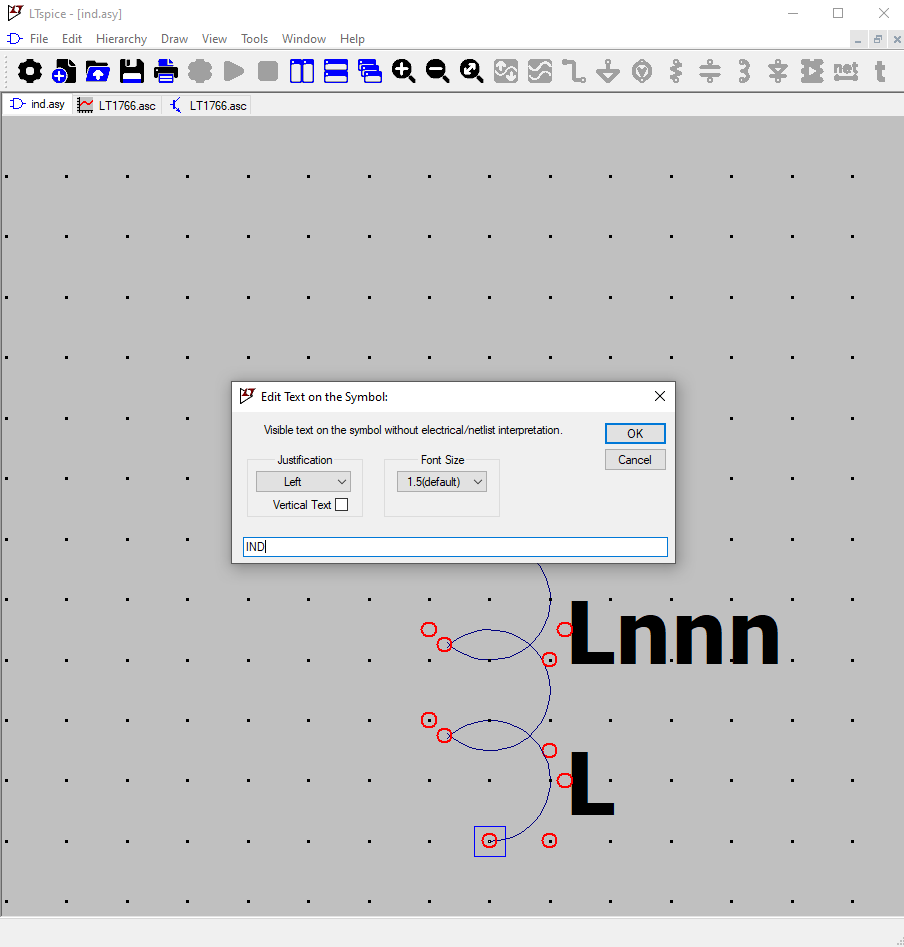 LTspice - [ind.asy]
File Edit Hierarchy Draw View Tools Window Help
net t
ind.asy LT1766.asc LT1766.asc
Edit Text on the Symbol:
Visible text on the symbol without electrical/netlist interpretation.
OK
Justification Font Size
Cancel
Left 1.5(default)
Vertical Text
IND
Lnnn
L